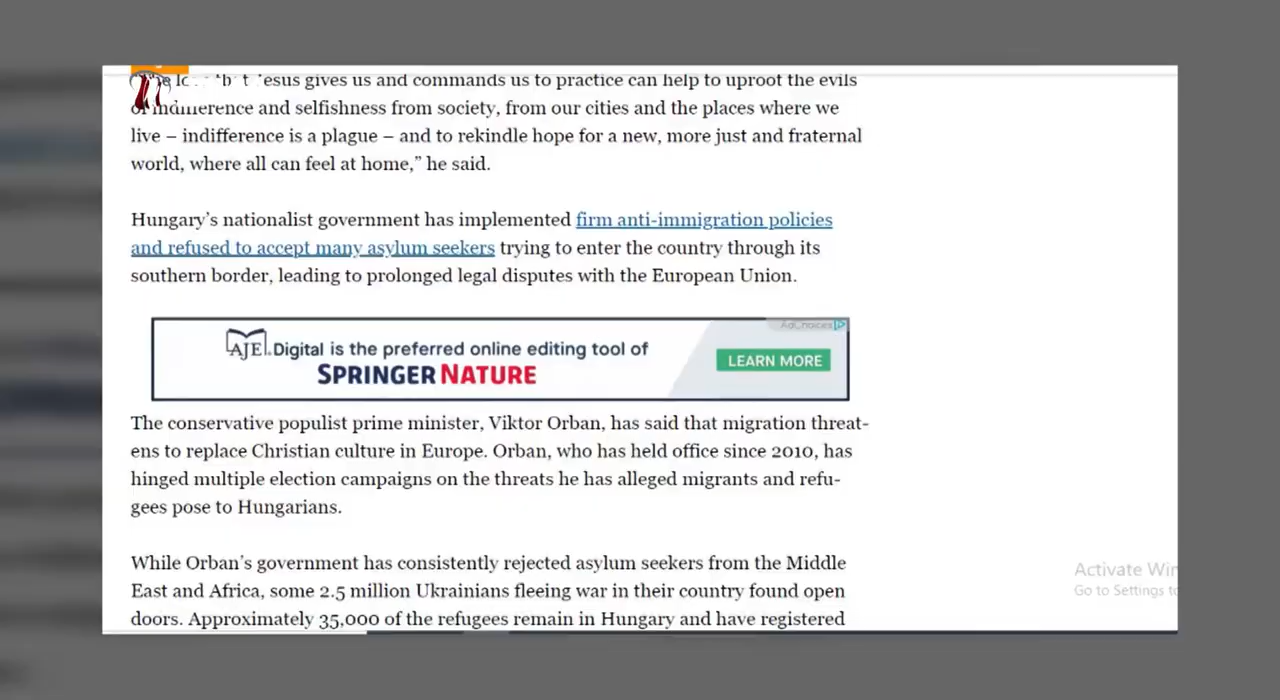 esus gives us and commands us to practice can help to uproot the evils
of indifference and selfishness from society, from our cities and the places where we
live – indifference is a plague – and to rekindle hope for a new, more just and fraternal
world, where all can feel at home,” he said.
Hungary’s nationalist government has implemented firm anti-immigration policies
and refused to accept many asylum seekers trying to enter the country through its
southern border, leading to prolonged legal disputes with the European Union.
AdChoices
AJE Digital is the preferred online editing tool of
SPRINGER NATURE
LEARN MORE
The conservative populist prime minister, Viktor Orban, has said that migration threat-
ens to replace Christian culture in Europe. Orban, who has held office since 2010, has
hinged multiple election campaigns on the threats he has alleged migrants and refu-
gees pose to Hungarians.
While Orban’s government has consistently rejected asylum seekers from the Middle
East and Africa, some 2.5 million Ukrainians fleeing war in their country found open
doors. Approximately 35,000 of the refugees remain in Hungary and have registered
Activate Win
Go to Settings to